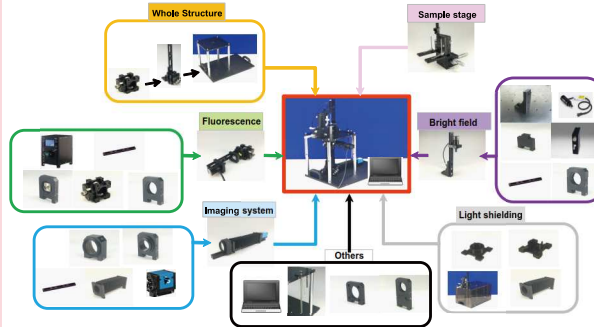 Whole Structure
Sample stage
Fluorescence
Bright field
Imaging system
Light shielding
Others